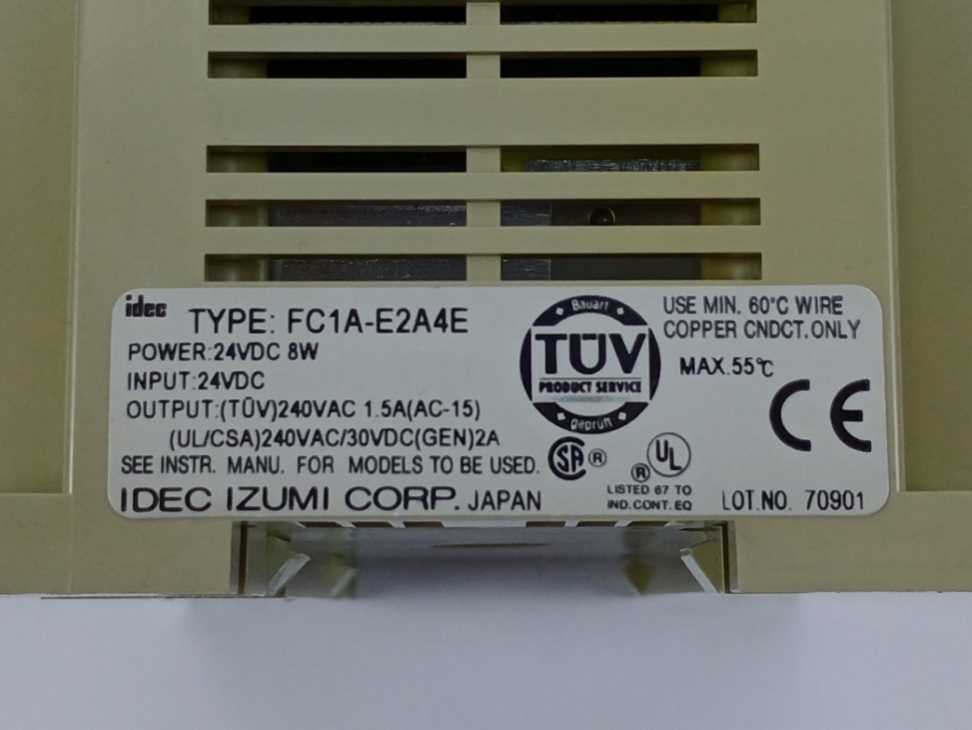 idec
TYPE: FC1A-E2A4E
POWER:24VDC 8W
INPUT:24VDC
OUTPUT:(TÜV)240VAC 1.5A(AC-15)
(UL/CSA)240VAC/30VDC(GEN)2A
SEE INSTR. MANU. FOR MODELS TO BE USED.
IDEC IZUMI CORP. JAPAN
Bauart
TÜV
PRODUCT SERVICE
geprüft
SA ®
® UL
LISTED 67 TO
IND.CONT.EQ
USE MIN. 60°C WIRE
COPPER CNDCT.ONLY
MAX.55℃
CE
LOT.NO. 70901